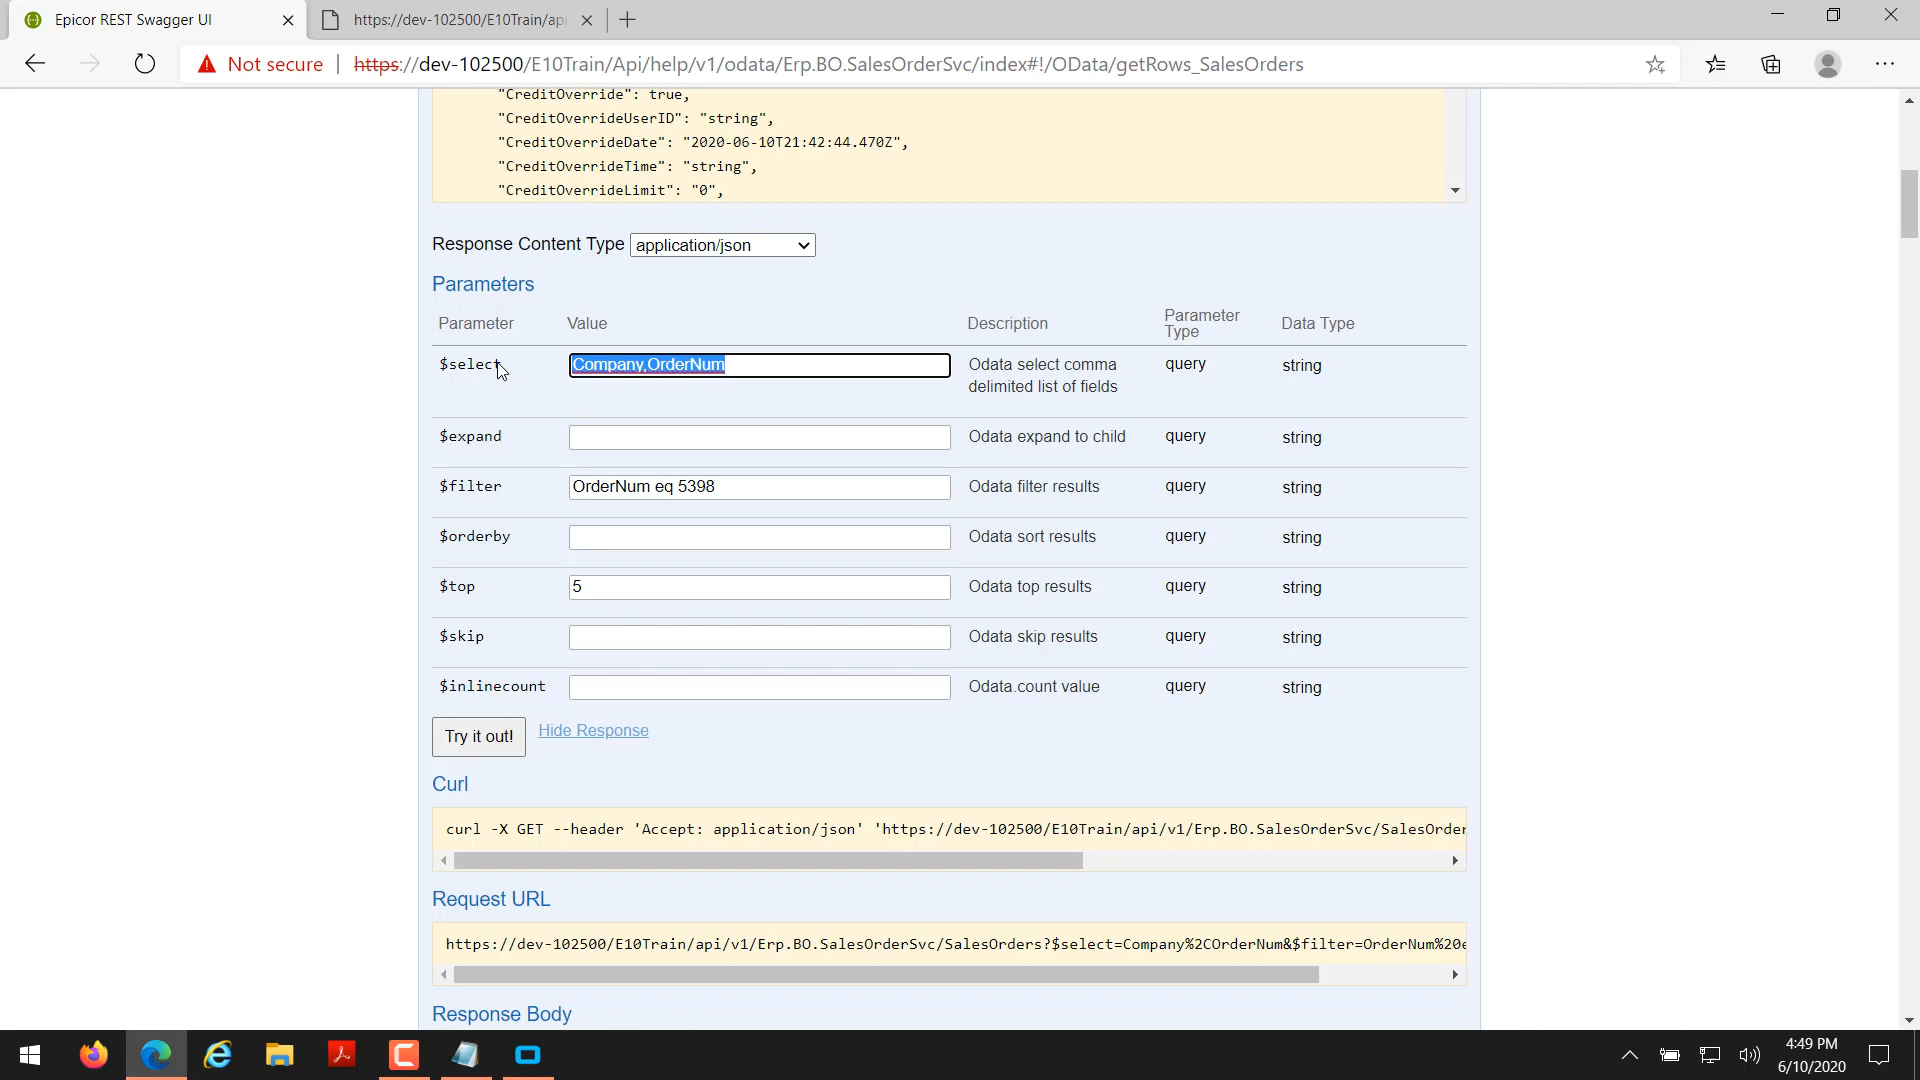 Epicor REST Swagger UI
https://dev-102500/E10Train/api
Not secure
https://dev-102500/E10Train/Api/help/v1/odata/Erp.BO.SalesOrderSvc/index#!/OData/getRows_SalesOrders
"CreditOverride": true,
"CreditOverrideUserID": "string",
"CreditOverrideDate": "2020-06-10T21:42:44.470Z",
"CreditOverrideTime": "string",
"CreditOverrideLimit": "0",
Response Content Type application/json
Parameters
Parameter Value Description Parameter Type Data Type
$select Company,OrderNum Odata select comma delimited list of fields query string
$expand Odata expand to child query string
$filter OrderNum eq 5398 Odata filter results query string
$orderby Odata sort results query string
$top 5 Odata top results query string
$skip Odata skip results query string
$inlinecount Odata.count value query string
Try it out! Hide Response
Curl
curl -X GET --header 'Accept: application/json' 'https://dev-102500/E10Train/api/v1/Erp.BO.SalesOrderSvc/SalesOrder
Request URL
https://dev-102500/E10Train/api/v1/Erp.BO.SalesOrderSvc/SalesOrders?$select=Company%2COrderNum&$filter=OrderNum%20e
Response Body
4:49 PM
6/10/2020